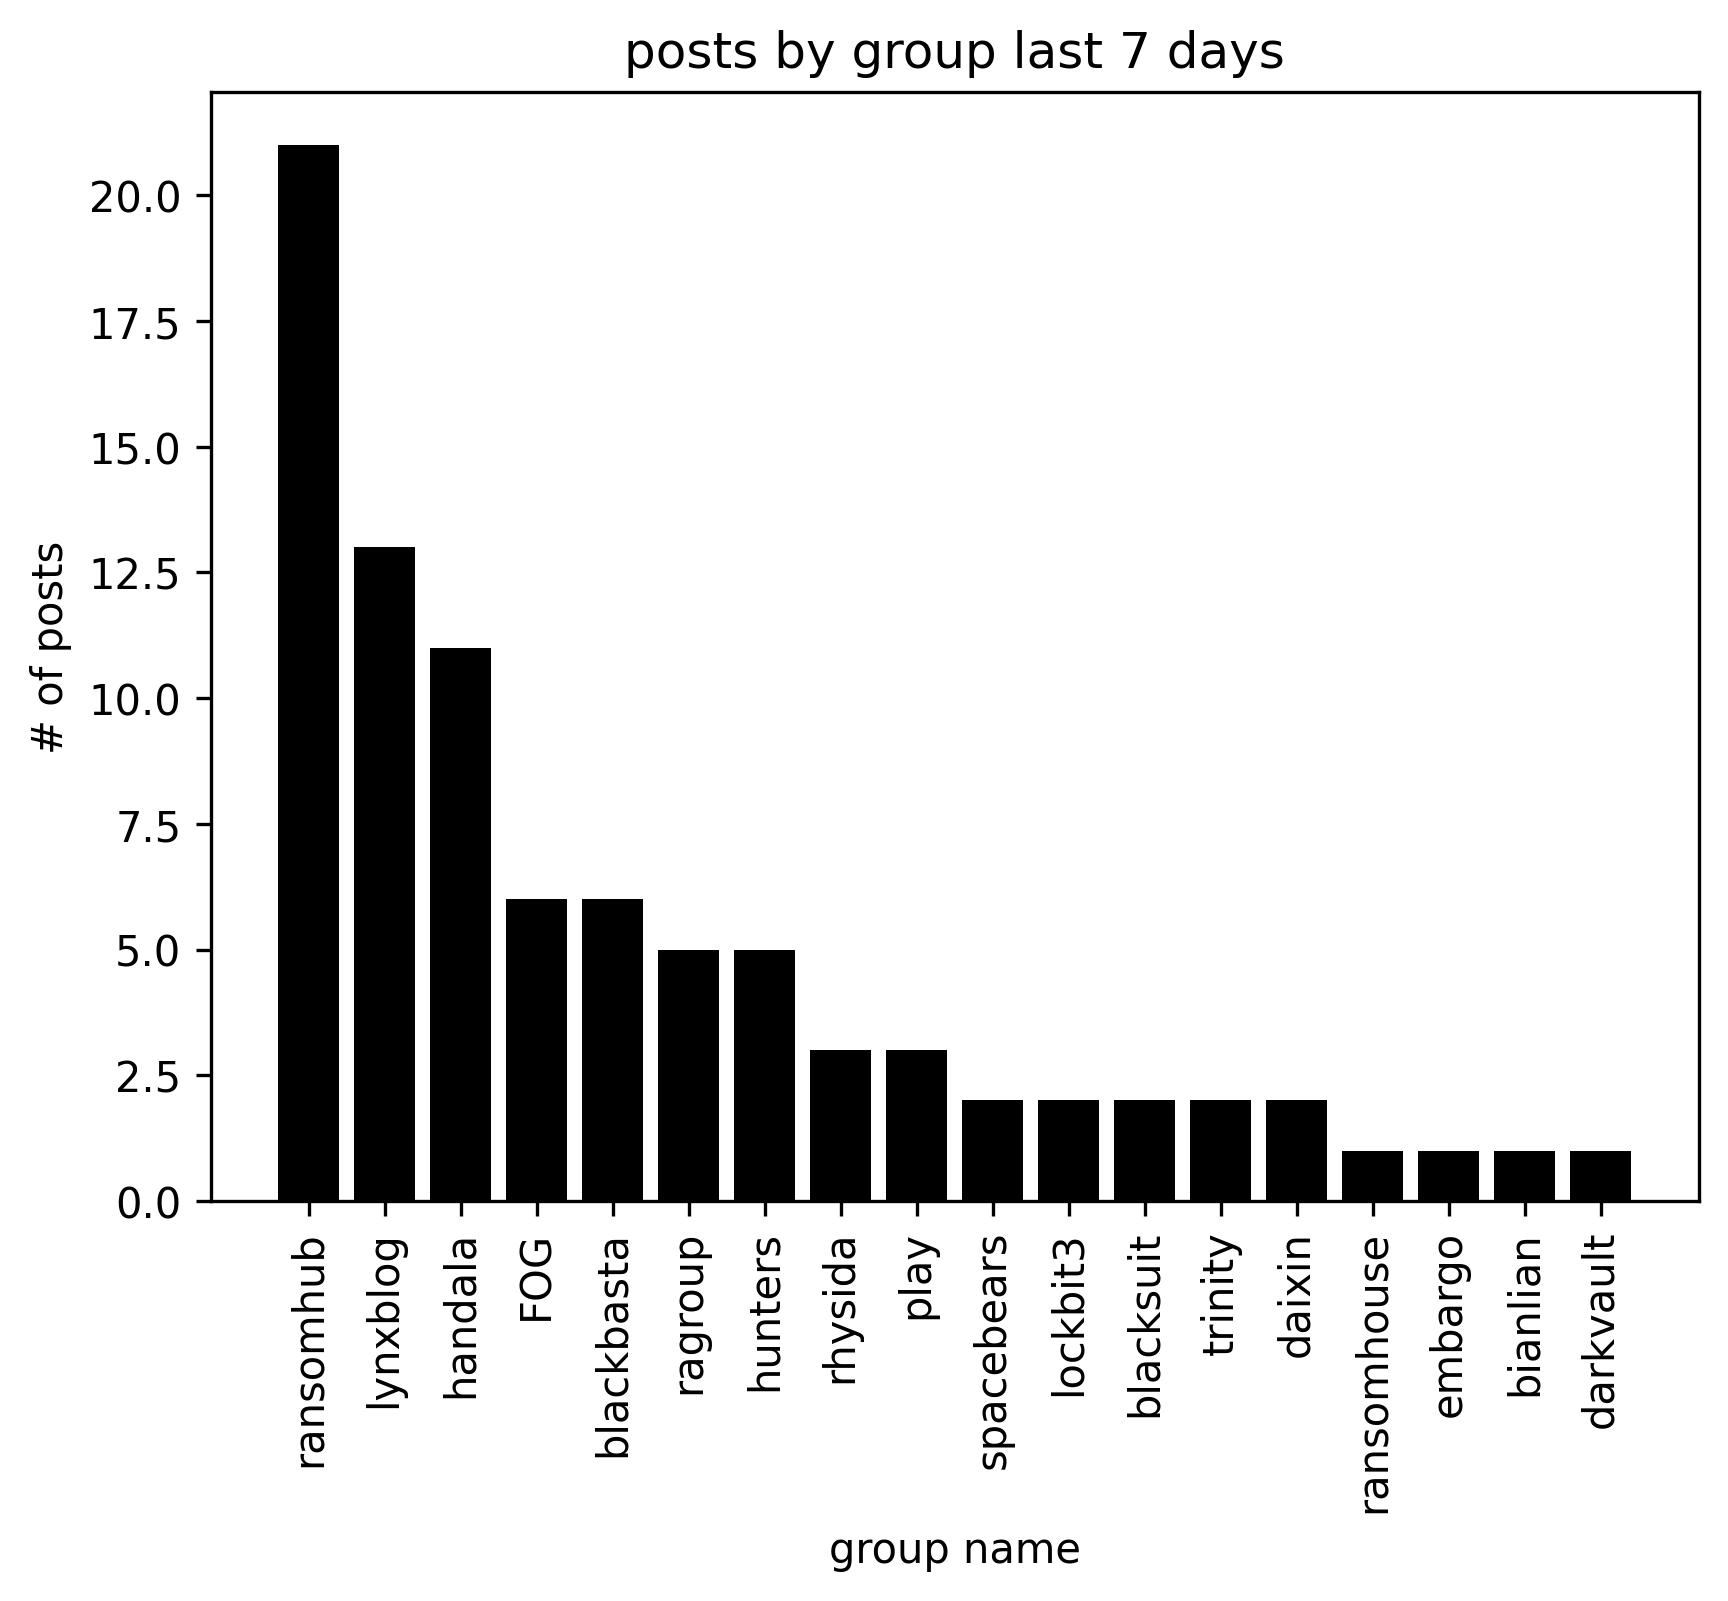 posts by group last 7 days
# of posts
20.0
17.5
15.0
12.5
10.0
7.5
5.0
2.5
0.0
ransomhub
lynxblog
handala
FOG
blackbasta
ragroup
hunters
rhysida
play
spacebears
lockbit3
blacksuit
trinity
daixin
ransomhouse
embargo
bianlian
darkvault
group name